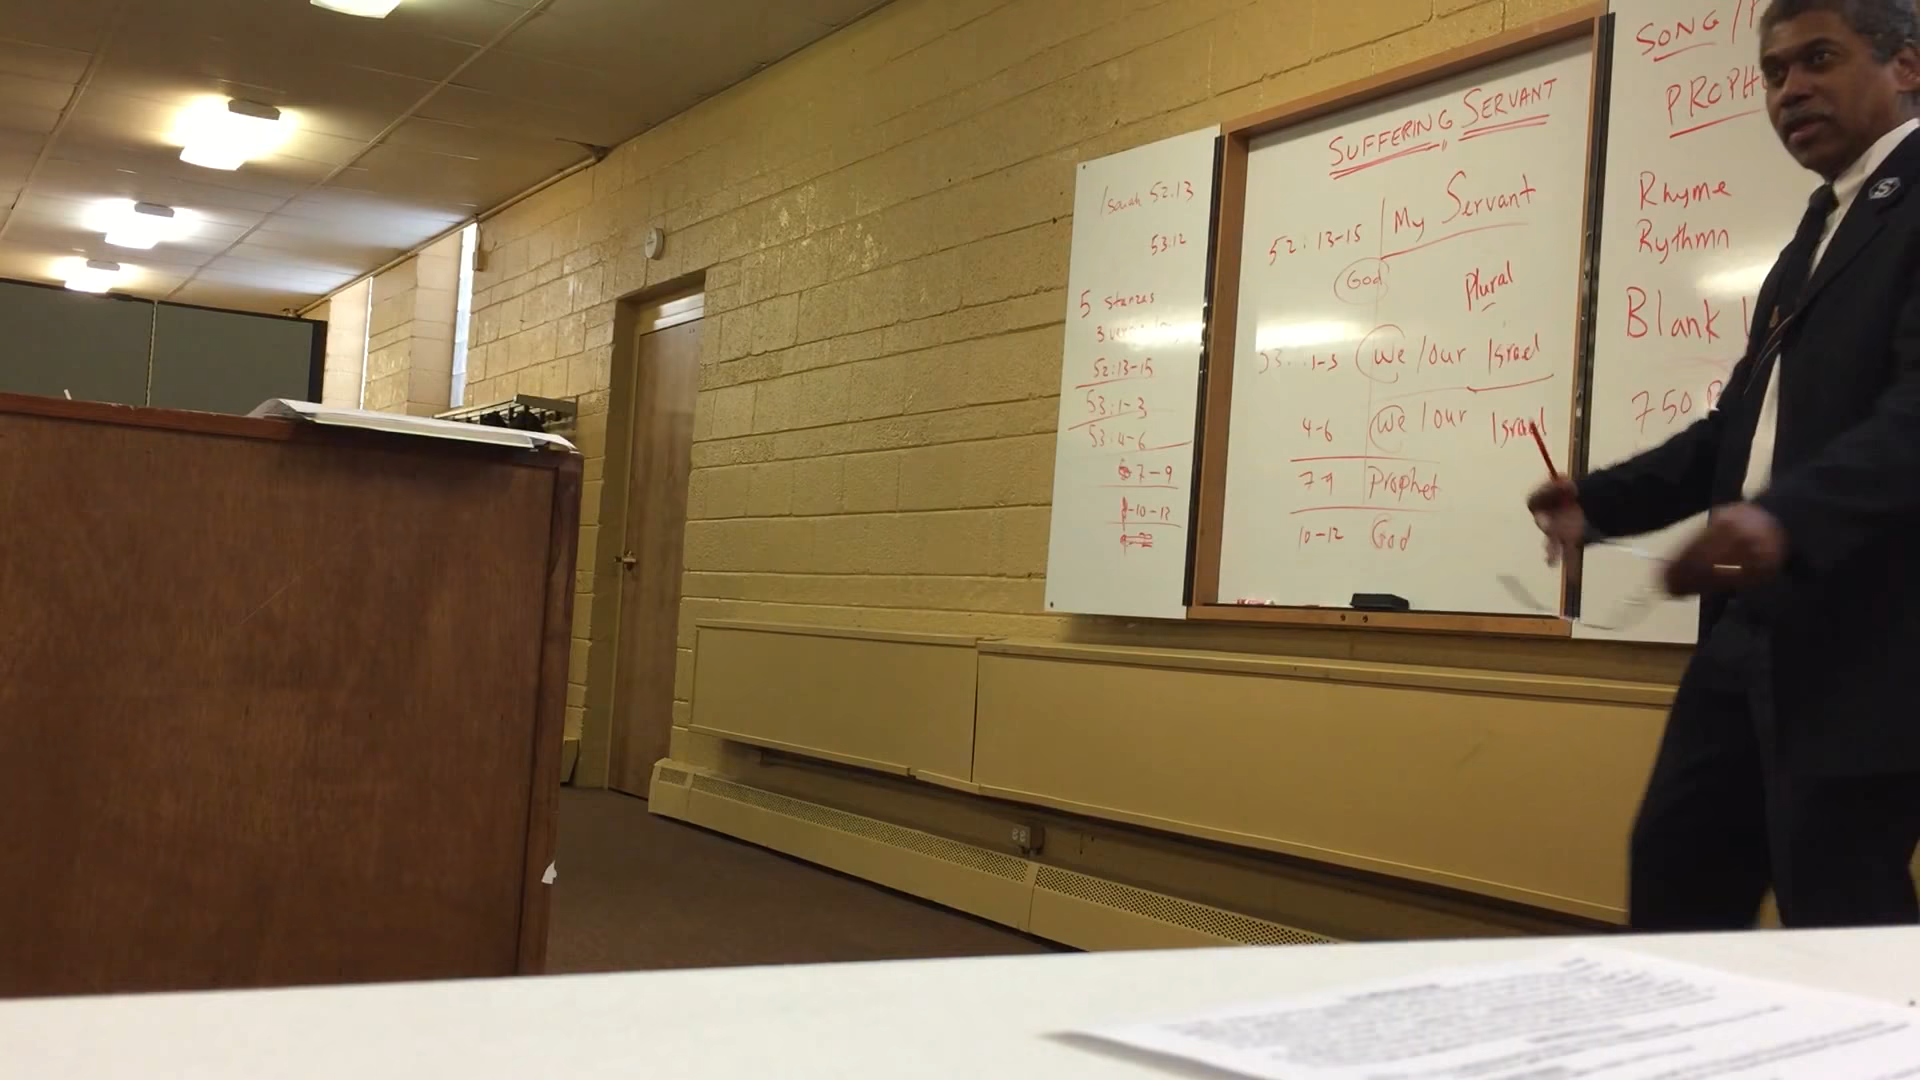 Isaiah 52:13
53:12
5 stanzas
3
52:13-15
53:1-3
53:4-6
7-9
10-12
SUFFERING SERVANT
52:13-15 My Servant
God Plural
53:1-3 We/our Israel
4-6 We/our Israel
7-9 Prophet
10-12 God
SONG/
PROPH
Rhyme
Rythmn
Blank
750 B
S